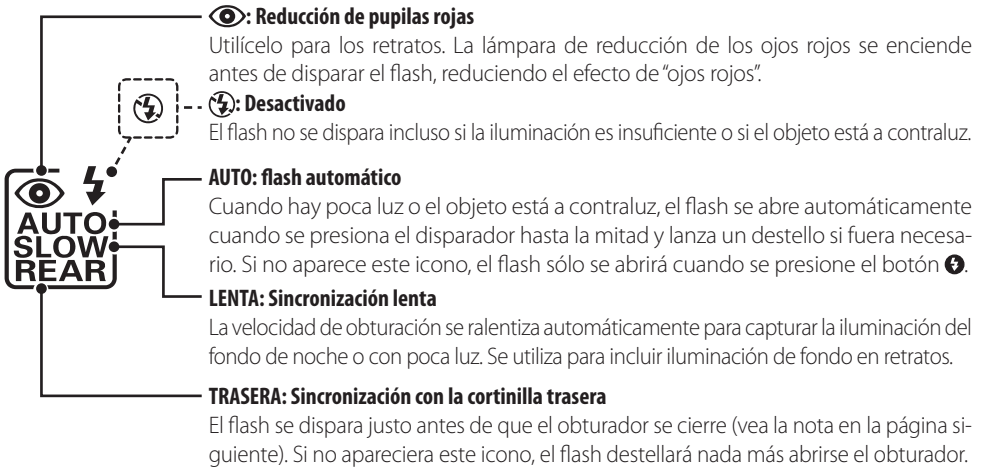 : Reducción de pupilas rojas
Utilícelo para los retratos. La lámpara de reducción de los ojos rojos se enciende
antes de disparar el flash, reduciendo el efecto de “ojos rojos”.
: Desactivado
El flash no se dispara incluso si la iluminación es insuficiente o si el objeto está a contraluz.
AUTO
SLOW
REAR
AUTO: flash automático
Cuando hay poca luz o el objeto está a contraluz, el flash se abre automáticamente
cuando se presiona el disparador hasta la mitad y lanza un destello si fuera necesa-
rio. Si no aparece este icono, el flash sólo se abrirá cuando se presione el botón .
LENTA: Sincronización lenta
La velocidad de obturación se ralentiza automáticamente para capturar la iluminación del
fondo de noche o con poca luz. Se utiliza para incluir iluminación de fondo en retratos.
TRASERA: Sincronización con la cortinilla trasera
El flash se dispara justo antes de que el obturador se cierre (vea la nota en la página si-
guiente). Si no apareciera este icono, el flash destellará nada más abrirse el obturador.